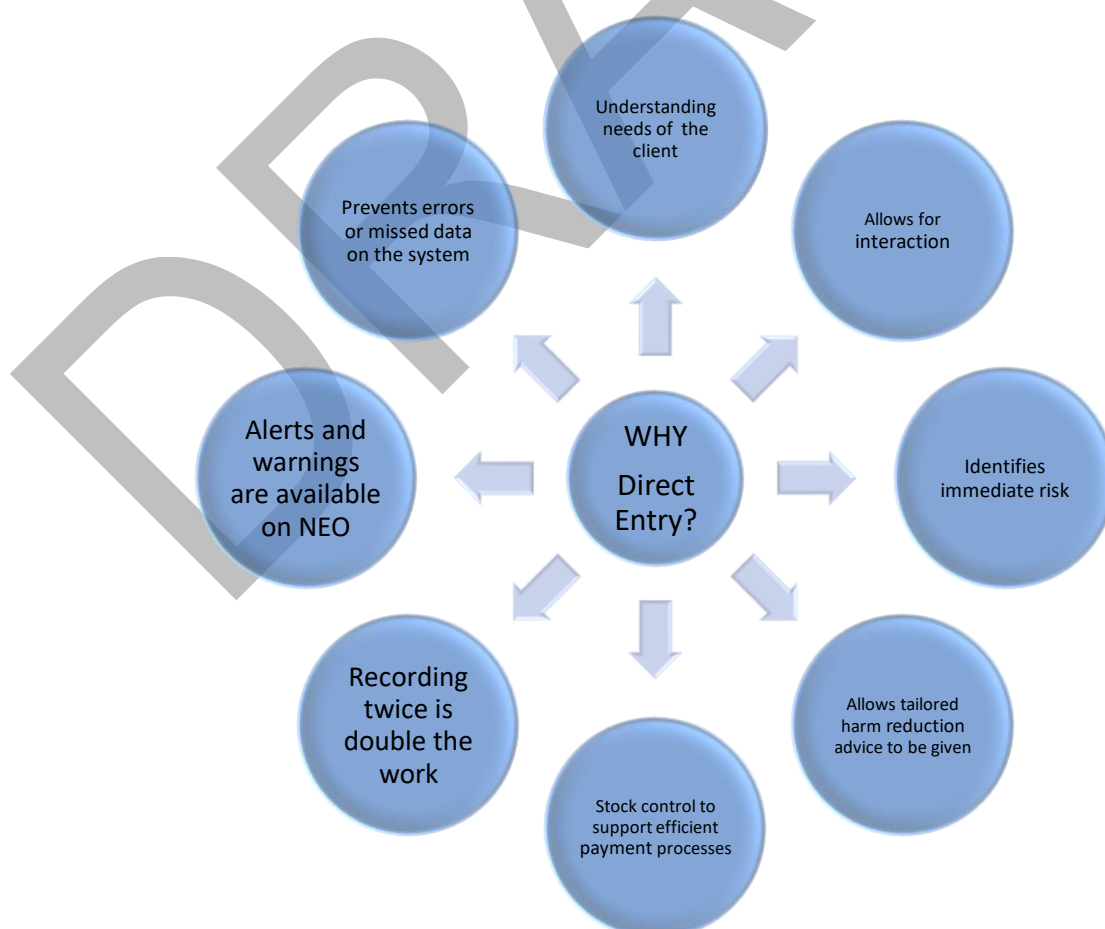 Understanding
needs of the
client
Allows for
interaction
Identifies
immediate risk
Allows tailored
harm reduction
advice to be given
Stock control to
support efficient
payment processes
Recording
twice is
double the
work
Alerts and
warnings
are available
on NEO
Prevents errors
or missed data
on the system
WHY
Direct
Entry?
DRA